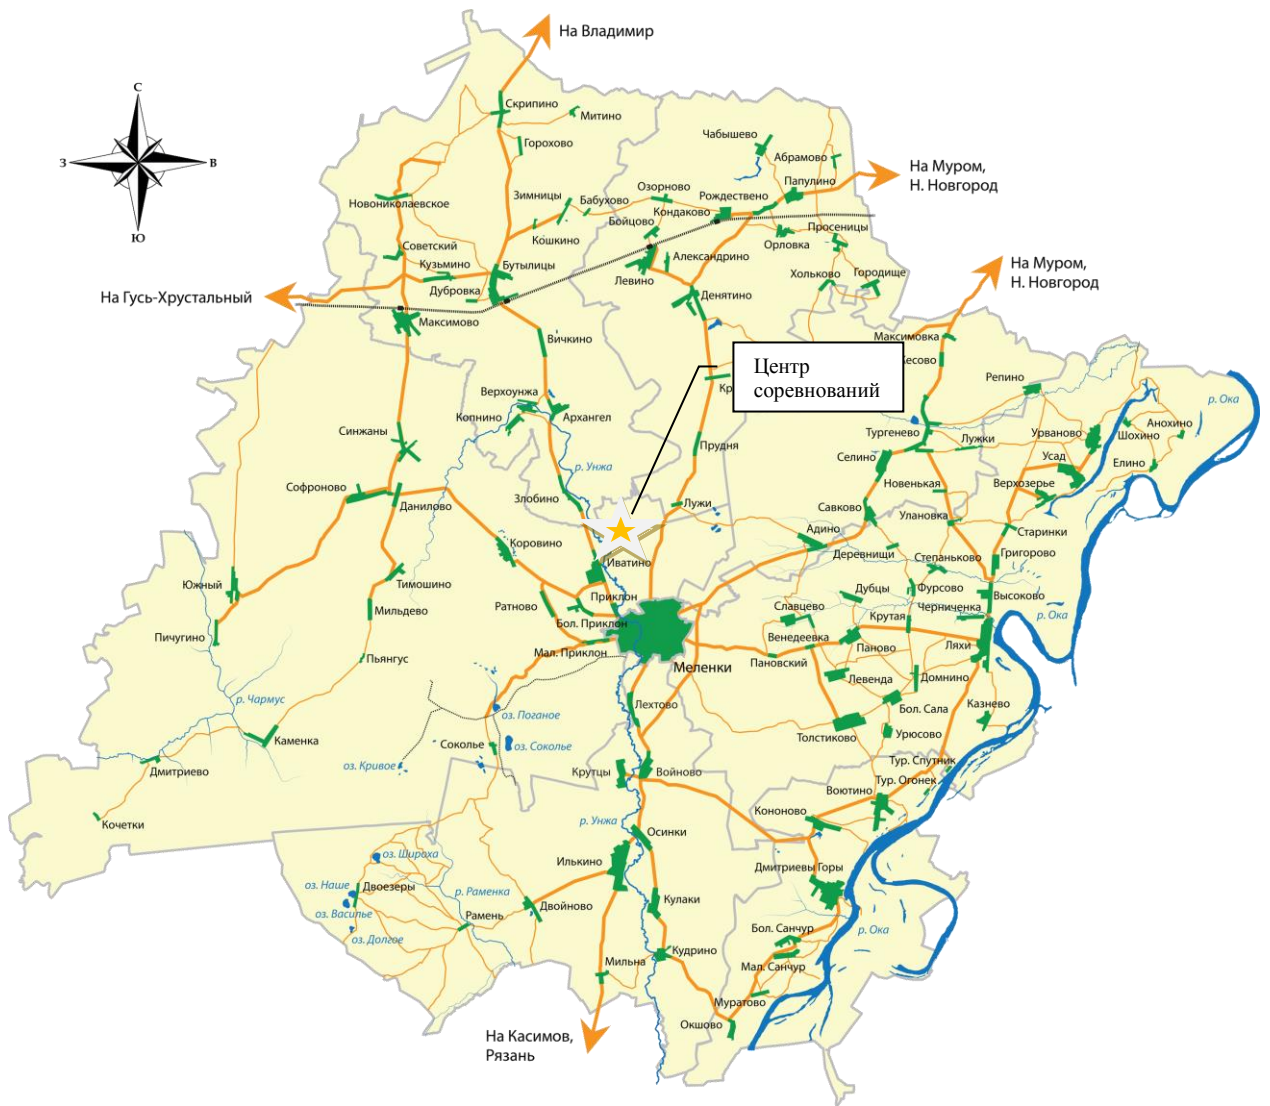 На Владимир
С
З
В
Ю
Скрипино
Митино
Горохово
Чабышево
Абрамово
На Муром,
Н. Новгород
Папулино
Новониколаевское
Зимницы
Бабухово
Озорново
Рождествено
Кондаково
Бойцово
Кошкино
Просеницы
Орловка
Советский
Кузьмино
Бутылицы
Дубровка
Александрино
Левино
Хольково
Городище
На Муром,
Н. Новгород
На Гусь-Хрустальный
Денятино
Максимово
Вичкино
Максимовка
Центр
соревнований
Репино
Верхоунжа
Копнино
Архангел
р. Ока
Синжаны
Прудня
Тургенево
Лужки
Урваново
Шохино
Анохино
р. Унжа
Селино
Усад
Елино
Софроново
Данилово
Злобино
Лужи
Новенькая
Верхозерье
Савково
Улановка
Старинки
Адино
Деревнищи
Коровино
Иватино
Степаньково
Григорово
Южный
Тимошино
Дубцы
Фурсово
Высоково
Ратново
Приклон
Славцево
Черниченка
Мильдево
Бол. Приклон
Крутая
р. Ока
Пичугино
Венедеевка
Паново
Ляхи
Мал. Приклон
Меленки
Пановский
Пьянгус
Левенда
Домнино
р. Чармус
Лехтово
Бол. Сала
Казнево
оз. Поганое
Каменка
Соколье
оз. Соколье
Толстиково
Урюсово
оз. Кривое
Дмитриево
Крутцы
Войново
Тур. Спутник
Тур. Огонек
Воютино
Кононово
Кочетки
р. Унжа
Осинки
оз. Широха
Илькино
Дмитриевы Горы
оз. Наше
Двоезеры
р. Раменка
оз. Василье
Рамень
Двойново
Кулаки
оз. Долгое
Бол. Санчур
р. Ока
Кудрино
Мильна
Мал. Санчур
Муратово
Окшово
На Касимов,
Рязань